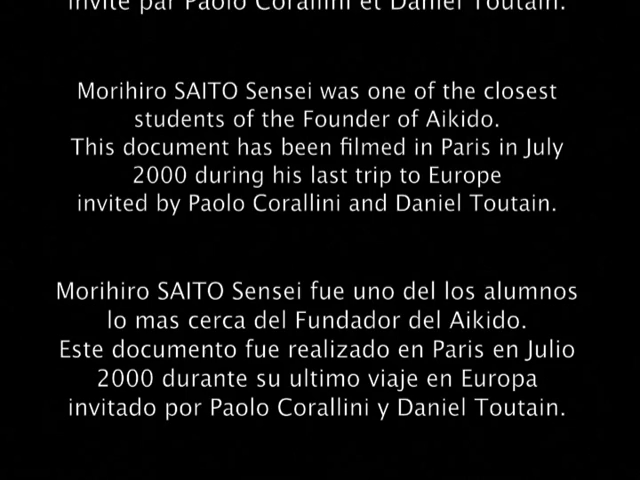 invité par Paolo Corallini et Daniel Toutain.
Morihiro SAITO Sensei was one of the closest
students of the Founder of Aikido.
This document has been filmed in Paris in July
2000 during his last trip to Europe
invited by Paolo Corallini and Daniel Toutain.
Morihiro SAITO Sensei fue uno del los alumnos
lo mas cerca del Fundador del Aikido.
Este documento fue realizado en Paris en Julio
2000 durante su ultimo viaje en Europa
invitado por Paolo Corallini y Daniel Toutain.